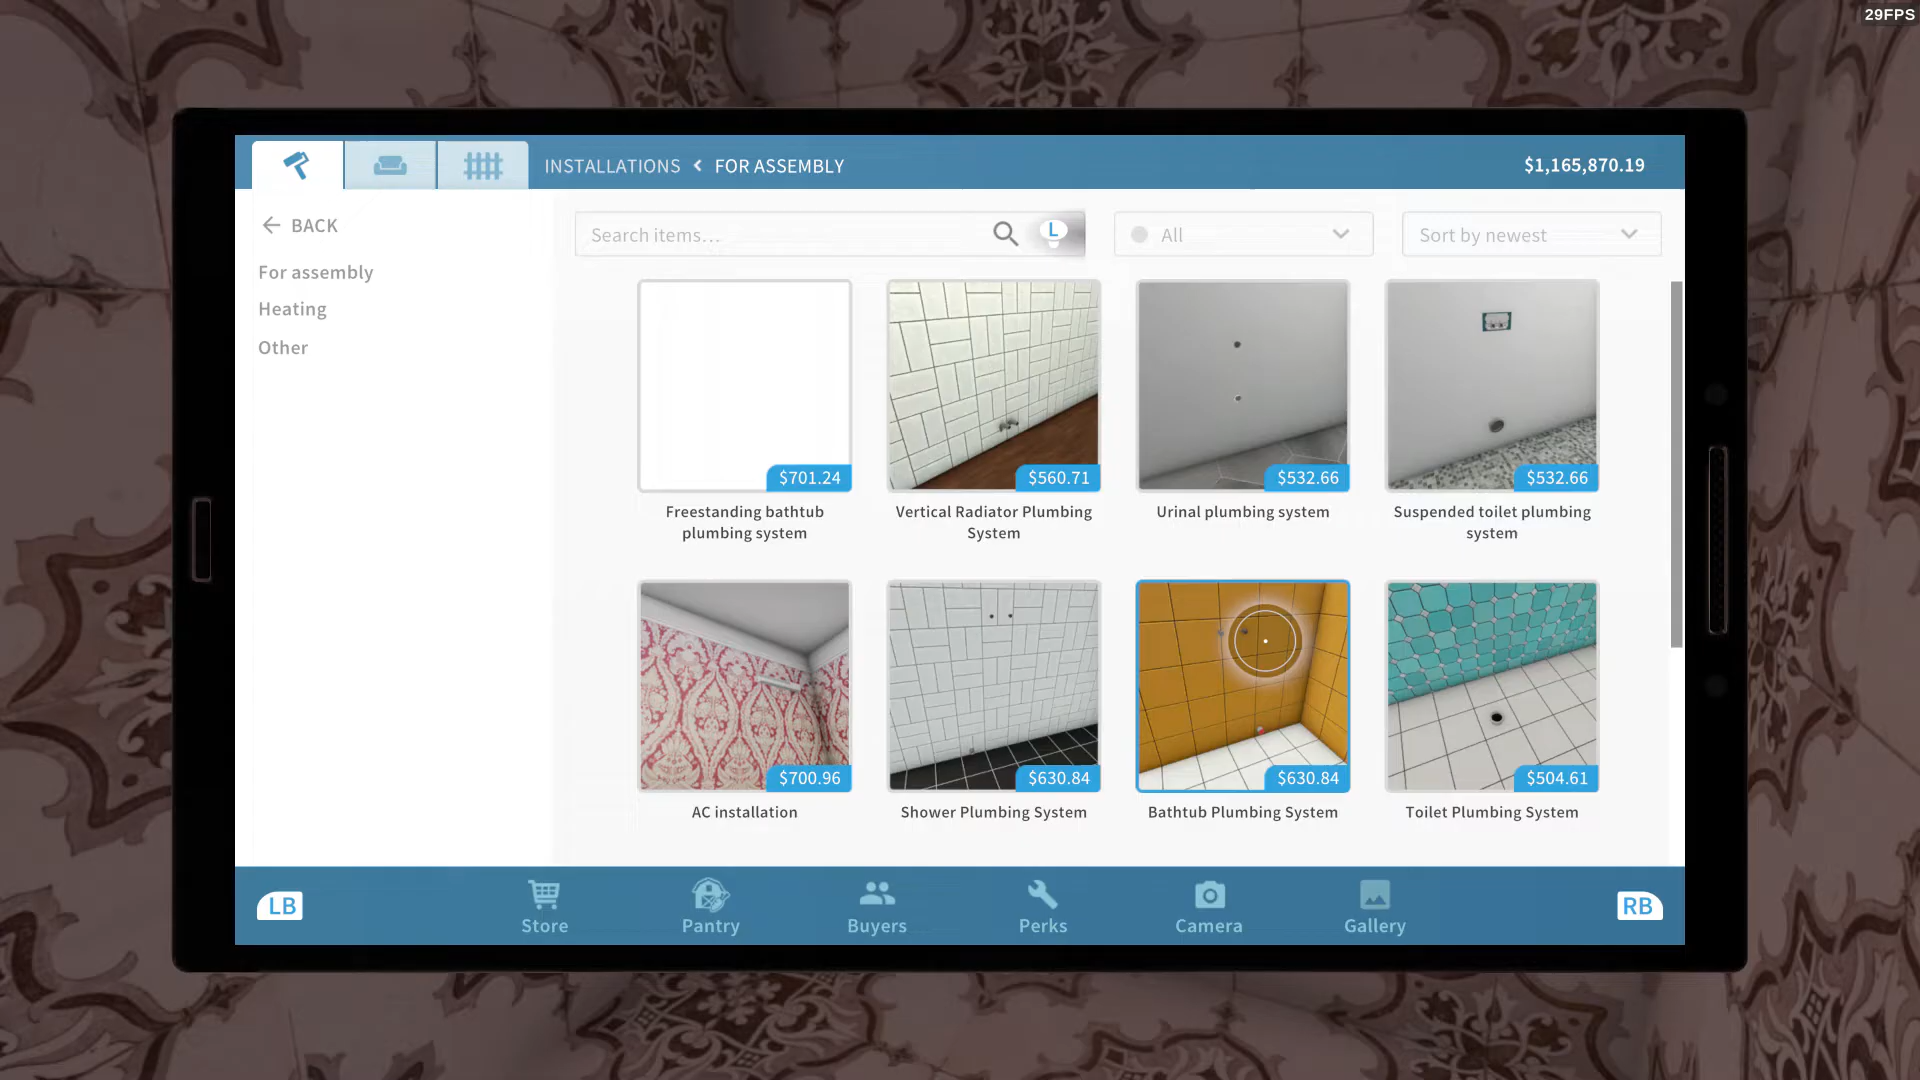 29FPS
INSTALLATIONS < FOR ASSEMBLY
$1,165,870.19
BACK
For assembly
Heating
Other
Search items...
L
All
Sort by newest
$701.24
$560.71
$532.66
$532.66
Freestanding bathtub
plumbing system
Vertical Radiator Plumbing
System
Urinal plumbing system
Suspended toilet plumbing
system
$700.96
$630.84
$630.84
$504.61
AC installation
Shower Plumbing System
Bathtub Plumbing System
Toilet Plumbing System
LB
Store
Pantry
Buyers
Perks
Camera
Gallery
RB